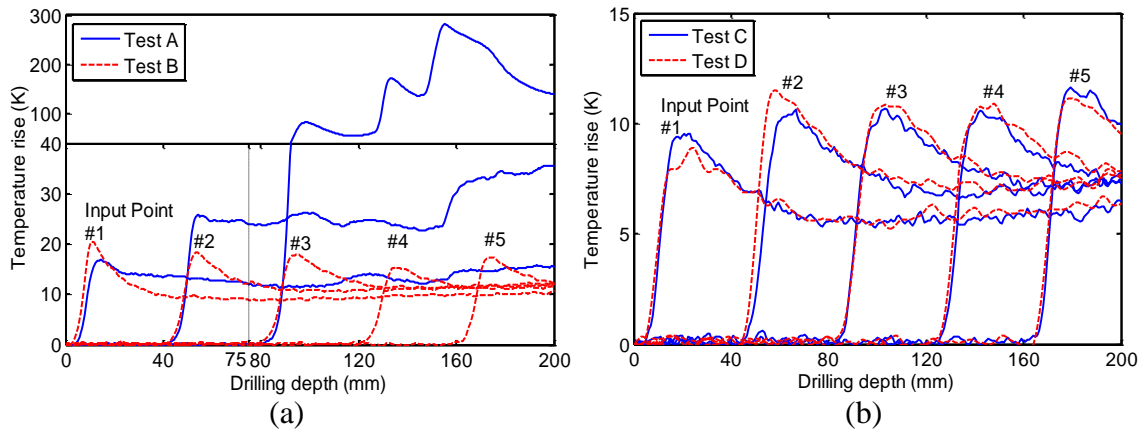 Temperature rise (K)
300
200
100
40
30
20
10
0
Test A
Test B
Input Point
#1
#2
#3
#4
#5
0
40
75
80
120
160
200
Drilling depth (mm)
(a)
Temperature rise (K)
15
10
5
0
Test C
Test D
Input Point
#1
#2
#3
#4
#5
0
40
80
120
160
200
Drilling depth (mm)
(b)